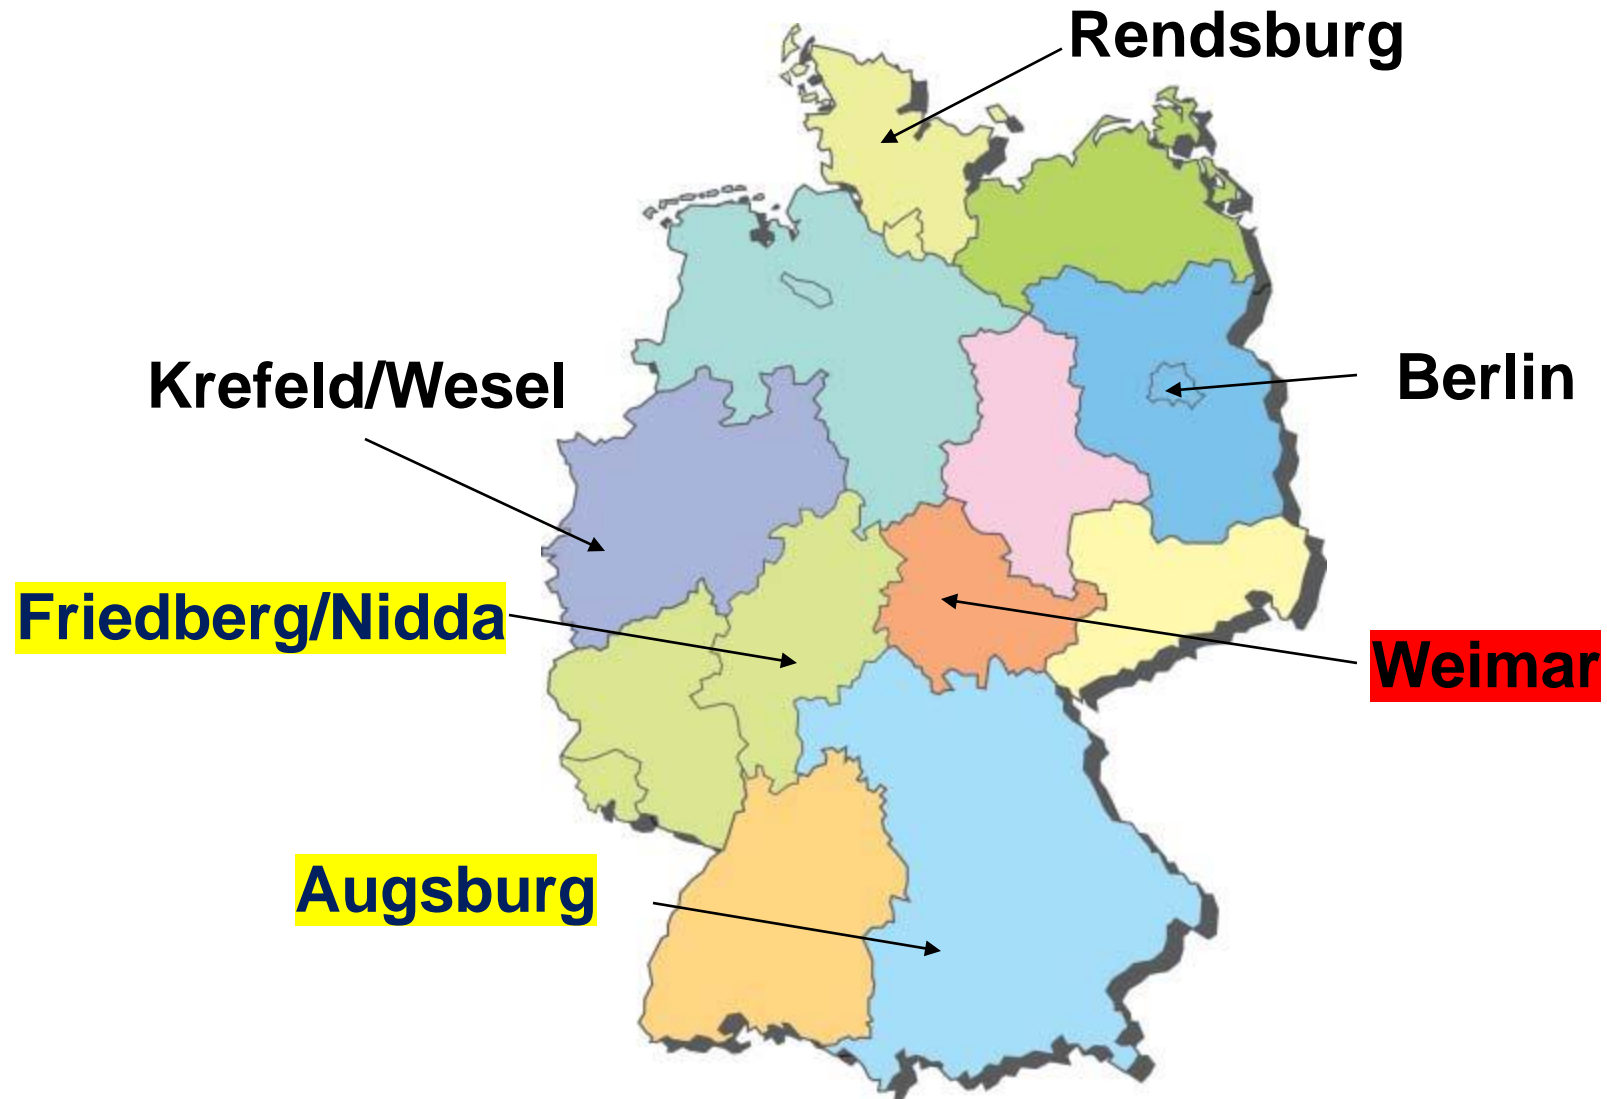 Rendsburg
Krefeld/Wesel
Berlin
Friedberg/Nidda
Weimar
Augsburg